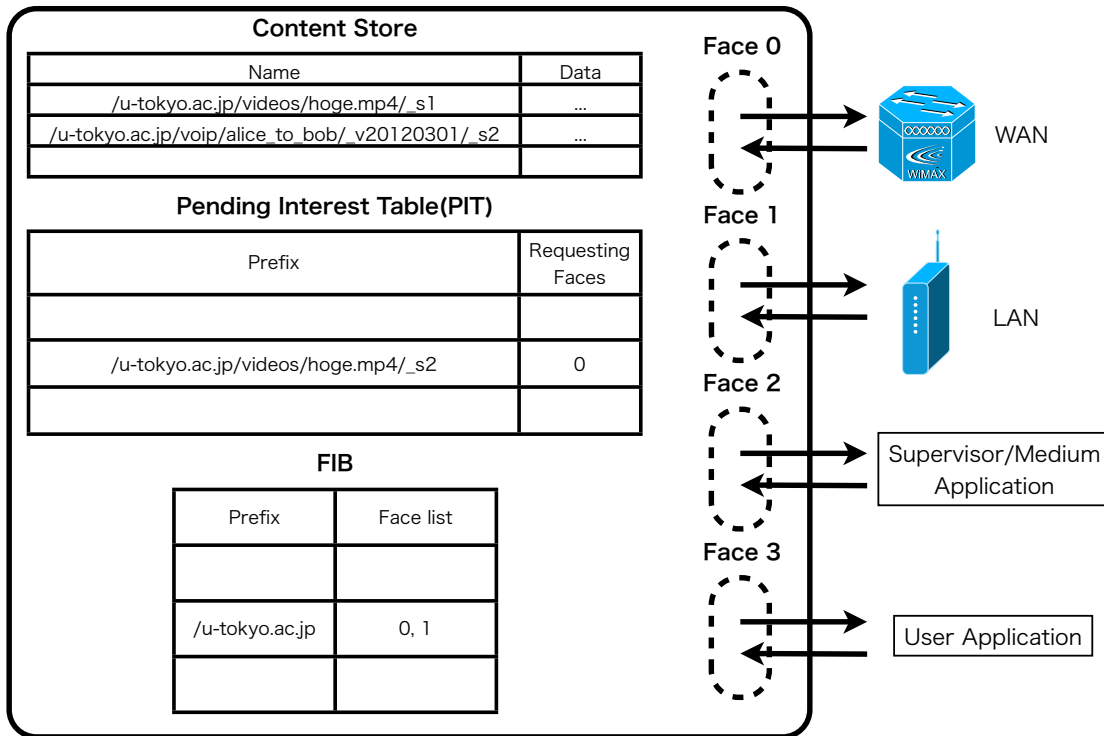 Content Store
Name Data
/u-tokyo.ac.jp/videos/hoge.mp4/_s1 ...
/u-tokyo.ac.jp/voip/alice_to_bob/_v20120301/_s2 ...
Pending Interest Table(PIT)
Prefix Requesting
Faces
/u-tokyo.ac.jp/videos/hoge.mp4/_s2 0
FIB
Prefix Face list
/u-tokyo.ac.jp 0, 1
Face 0
WiMAX
WAN
Face 1
LAN
Face 2
Supervisor/Medium
Application
Face 3
User Application